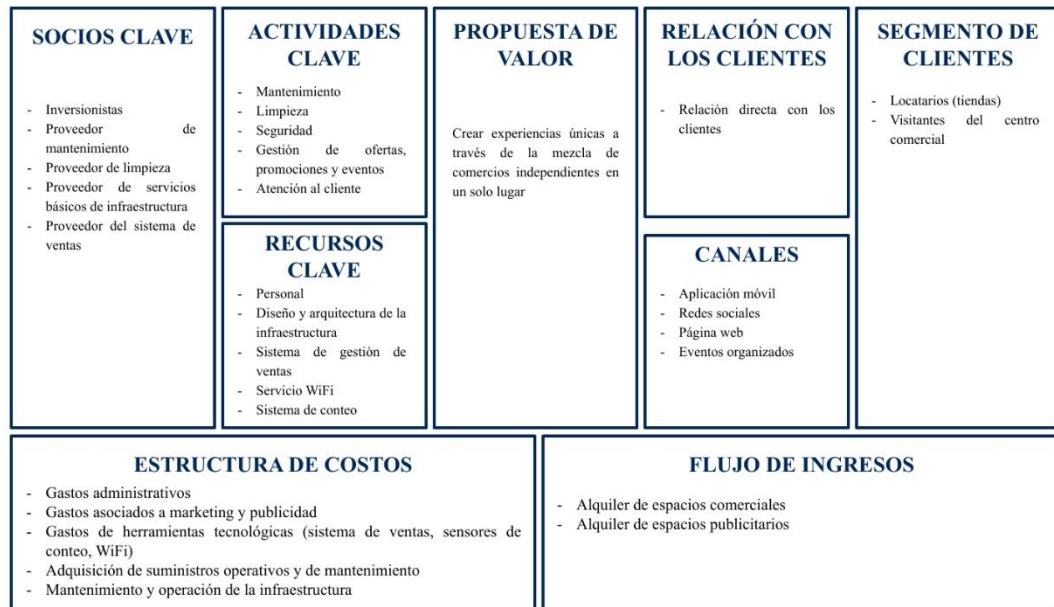 SOCIOS CLAVE
- Inversionistas
- Proveedor de
mantenimiento
- Proveedor de limpieza
- Proveedor de servicios
básicos de infraestructura
- Proveedor del sistema de
ventas
ACTIVIDADES
CLAVE
- Mantenimiento
- Limpieza
- Seguridad
- Gestión de ofertas,
promociones y eventos
- Atención al cliente
RECURSOS
CLAVE
- Personal
- Diseño y arquitectura de la
infraestructura
- Sistema de gestión de
ventas
- Servicio WiFi
- Sistema de conteo
PROPUESTA DE
VALOR
Crear experiencias únicas a
través de la mezcla de
comercios independientes en
un solo lugar
RELACIÓN CON
LOS CLIENTES
- Relación directa con los
clientes
CANALES
- Aplicación móvil
- Redes sociales
- Página web
- Eventos organizados
SEGMENTO DE
CLIENTES
- Locatarios (tiendas)
- Visitantes del centro
comercial
ESTRUCTURA DE COSTOS
- Gastos administrativos
- Gastos asociados a marketing y publicidad
- Gastos de herramientas tecnológicas (sistema de ventas, sensores de
conteo, WiFi)
- Adquisición de suministros operativos y de mantenimiento
- Mantenimiento y operación de la infraestructura
FLUJO DE INGRESOS
- Alquiler de espacios comerciales
- Alquiler de espacios publicitarios